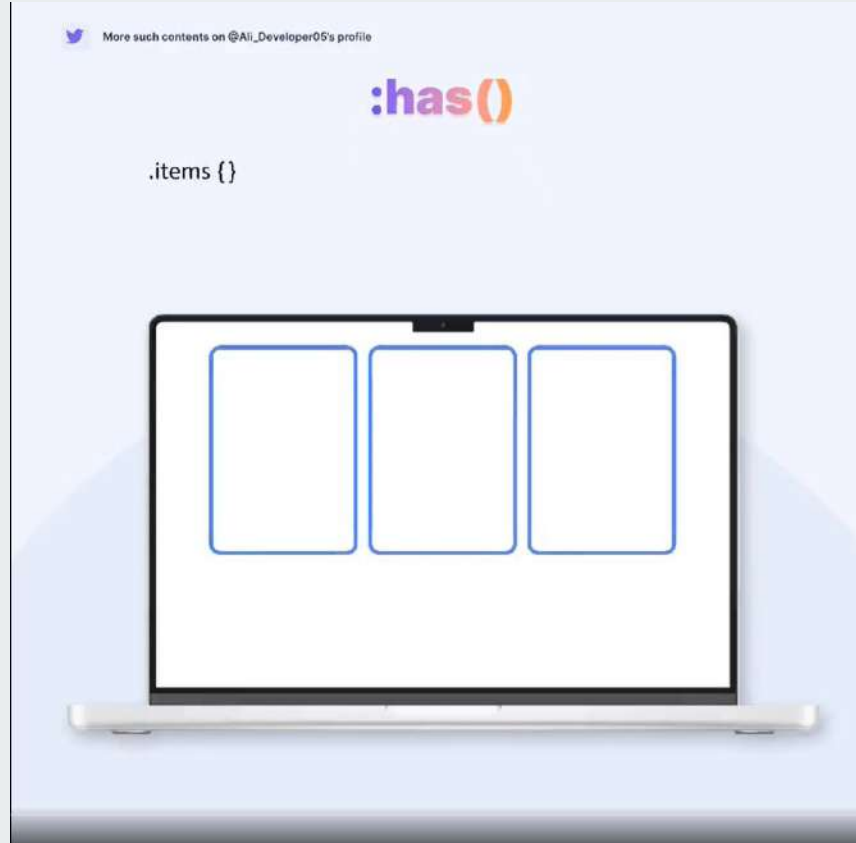 More such contents on @Ali_Developer05's profile
:has()
.items {}